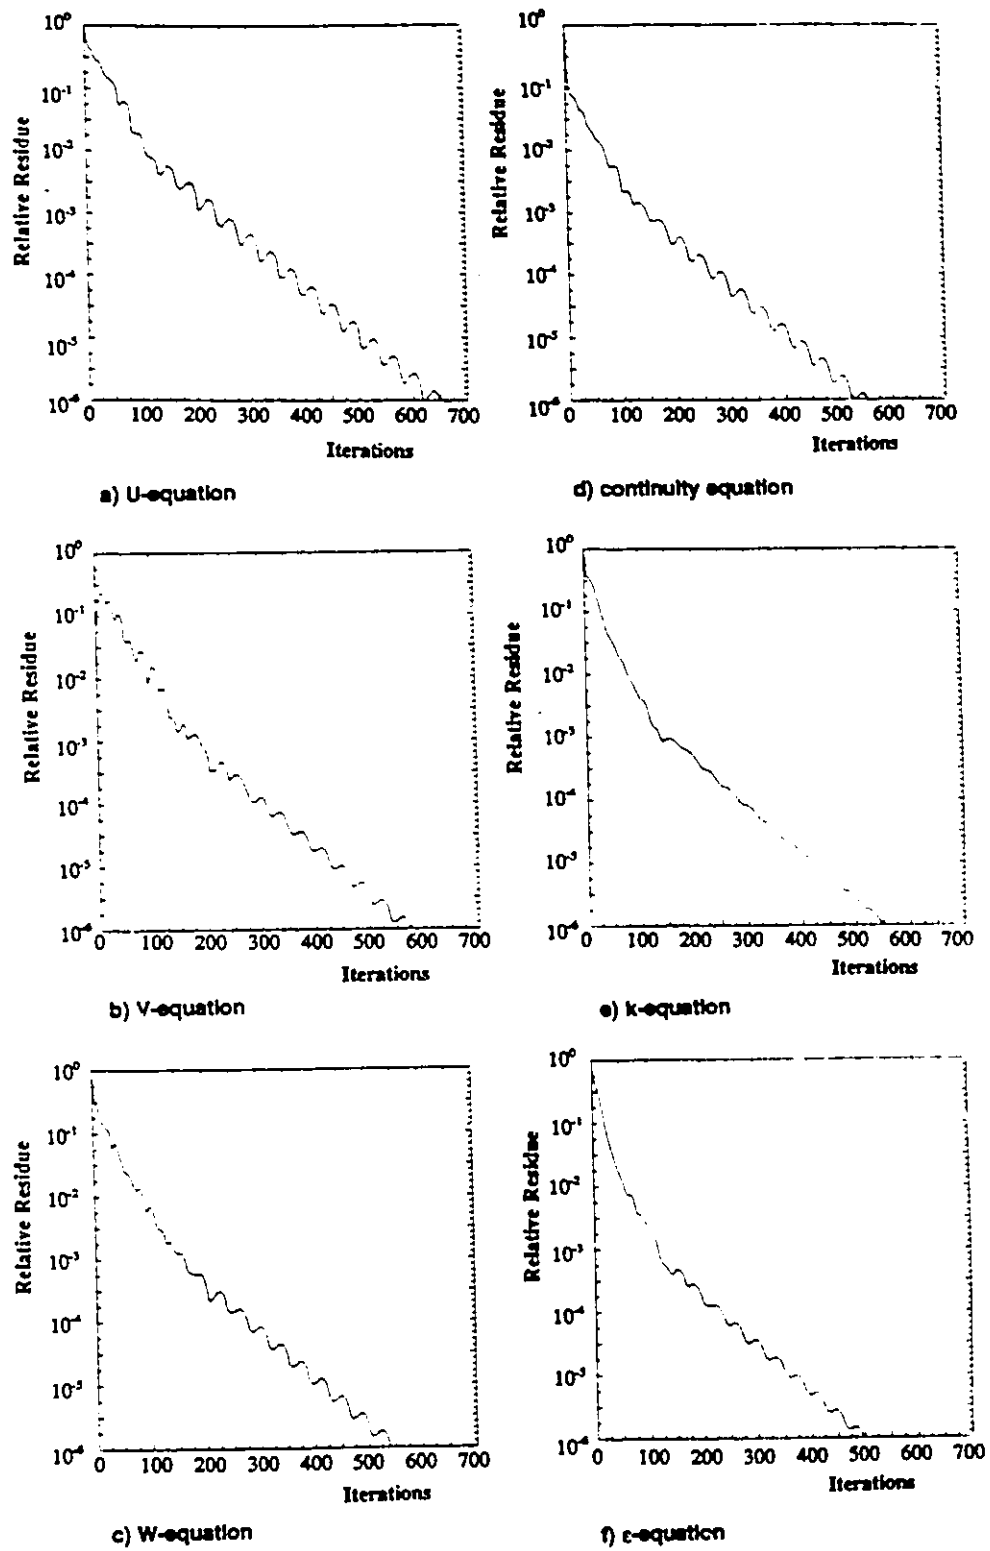 10⁰
10⁻¹
10⁻²
10⁻³
10⁻⁴
10⁻⁵
10⁻⁶
Relative Residue
0 100 200 300 400 500 600 700
Iterations
a) U-equation
10⁰
10⁻¹
10⁻²
10⁻³
10⁻⁴
10⁻⁵
10⁻⁶
Relative Residue
0 100 200 300 400 500 600 700
Iterations
d) continuity equation
10⁰
10⁻¹
10⁻²
10⁻³
10⁻⁴
10⁻⁵
10⁻⁶
Relative Residue
0 100 200 300 400 500 600 700
Iterations
b) V-equation
10⁰
10⁻¹
10⁻²
10⁻³
10⁻⁴
10⁻⁵
10⁻⁶
Relative Residue
0 100 200 300 400 500 600 700
Iterations
e) k-equation
10⁰
10⁻¹
10⁻²
10⁻³
10⁻⁴
10⁻⁵
10⁻⁶
Relative Residue
0 100 200 300 400 500 600 700
Iterations
c) W-equation
10⁰
10⁻¹
10⁻²
10⁻³
10⁻⁴
10⁻⁵
10⁻⁶
Relative Residue
0 100 200 300 400 500 600 700
Iterations
f) ε-equation